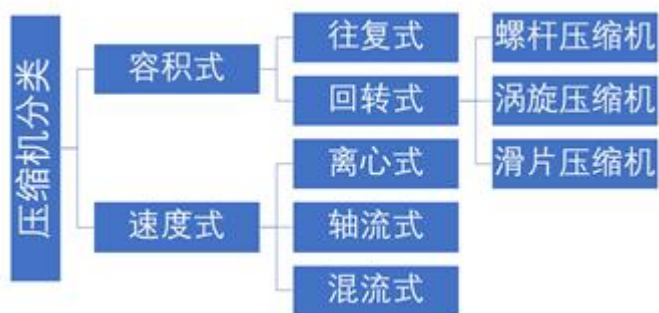 压缩机分类
容积式
往复式
回转式
螺杆压缩机
涡旋压缩机
滑片压缩机
速度式
离心式
轴流式
混流式